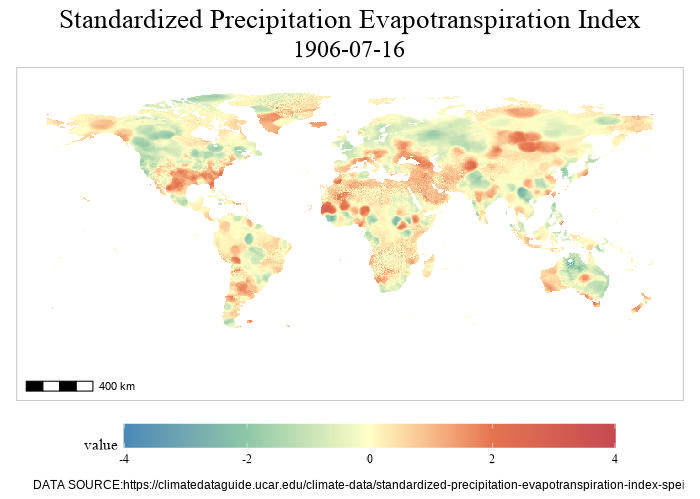 Standardized Precipitation Evapotranspiration Index
1906-07-16
400 km
value
-4 -2 0 2 4
DATA SOURCE:https://climatedataguide.ucar.edu/climate-data/standardized-precipitation-evapotranspiration-index-spei